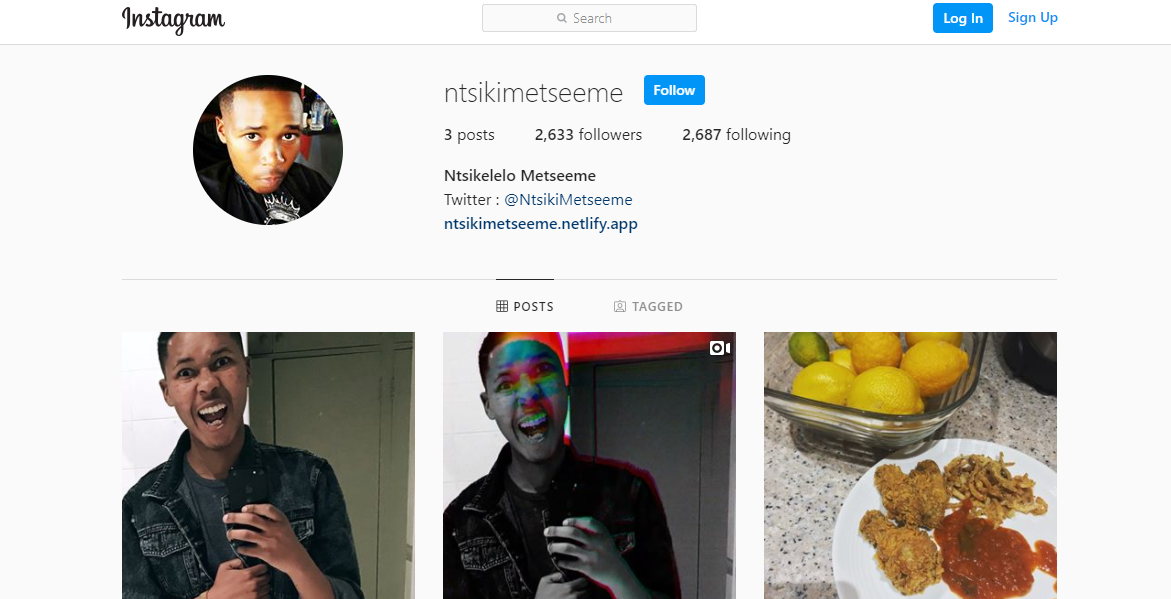 Instagram
Search
Log In Sign Up
ntsikimetseeme Follow
3 posts 2,633 followers 2,687 following
Ntsikelelo Metseeme
Twitter : @NtsikiMetseeme
ntsikimetseeme.netlify.app
POSTS TAGGED